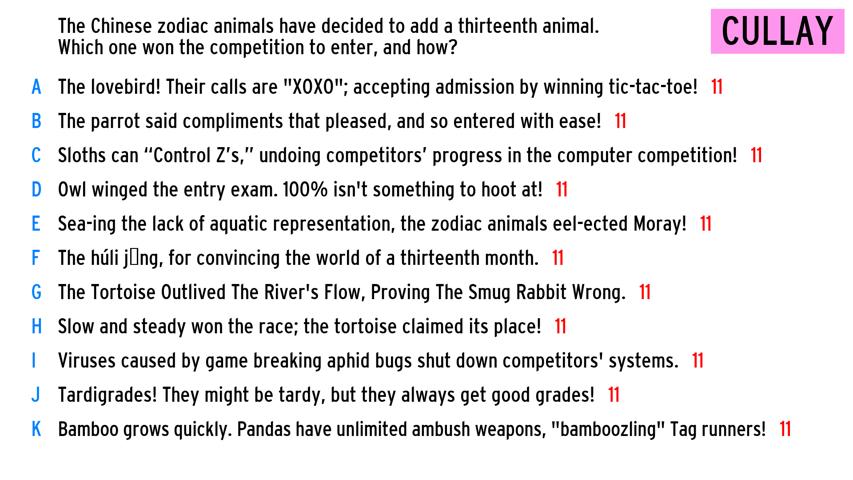 The Chinese zodiac animals have decided to add a thirteenth animal.
Which one won the competition to enter, and how?
CULLAY
A The lovebird! Their calls are "XOXO"; accepting admission by winning tic-tac-toe! 11
B The parrot said compliments that pleased, and so entered with ease! 11
C Sloths can “Control Z’s,” undoing competitors’ progress in the computer competition! 11
D Owl winged the entry exam. 100% isn't something to hoot at! 11
E Sea-ing the lack of aquatic representation, the zodiac animals eel-ected Moray! 11
F The húli j▯ng, for convincing the world of a thirteenth month. 11
G The Tortoise Outlived The River's Flow, Proving The Smug Rabbit Wrong. 11
H Slow and steady won the race; the tortoise claimed its place! 11
I Viruses caused by game breaking aphid bugs shut down competitors' systems. 11
J Tardigrades! They might be tardy, but they always get good grades! 11
K Bamboo grows quickly. Pandas have unlimited ambush weapons, "bamboozling" Tag runners! 11